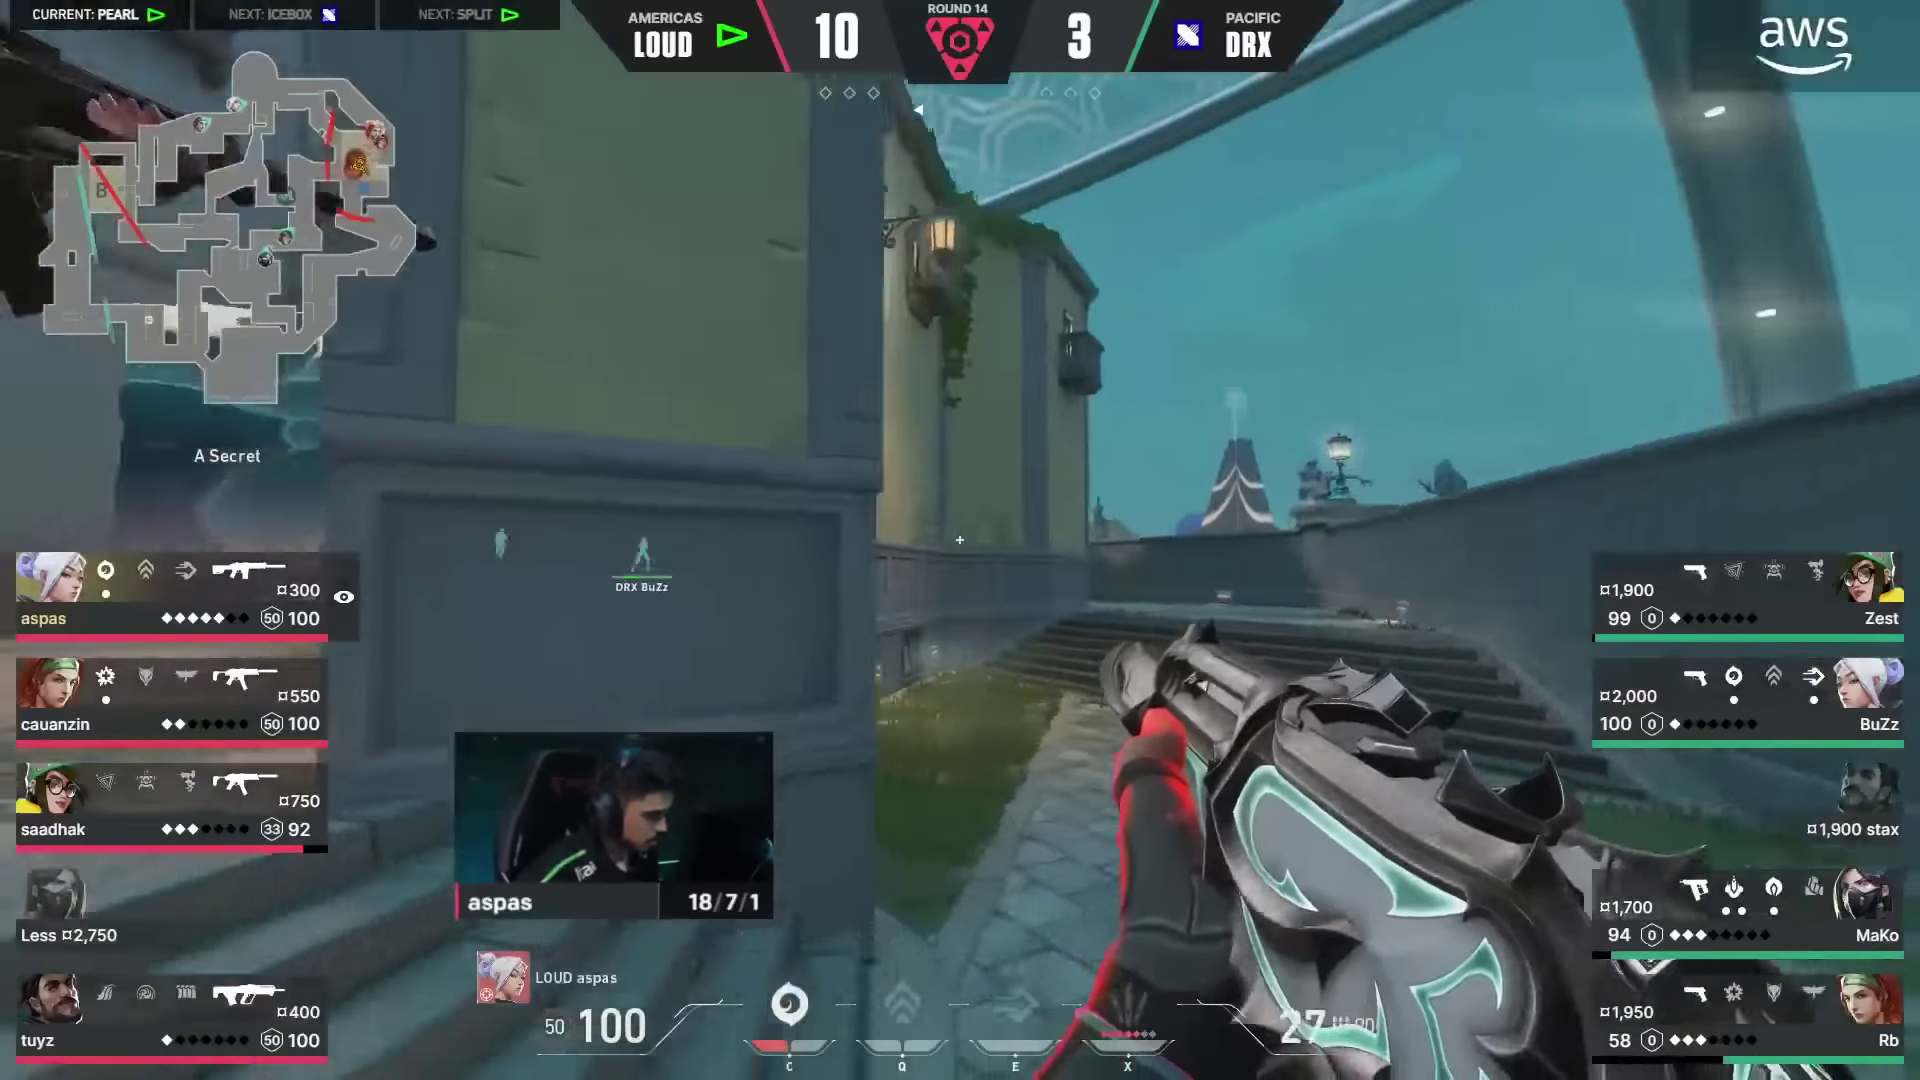 CURRENT: PEARL
NEXT: ICEBOX
NEXT: SPLIT
AMERICAS
LOUD
10
ROUND 14
3
PACIFIC
DRX
aws
B
A Secret
DRX BuZz
¤300
aspas
50 100
¤550
cauanzin
50 100
¤750
saadhak
33 92
Less ¤2,750
¤400
tuyz
50 100
¤1,900
99 0
Zest
¤2,000
100 0
BuZz
¤1,900 stax
¤1,700
94 0
MaKo
¤1,950
58 0
Rb
aspas
18/7/1
LOUD aspas
50 100
27
90
C
Q
E
X